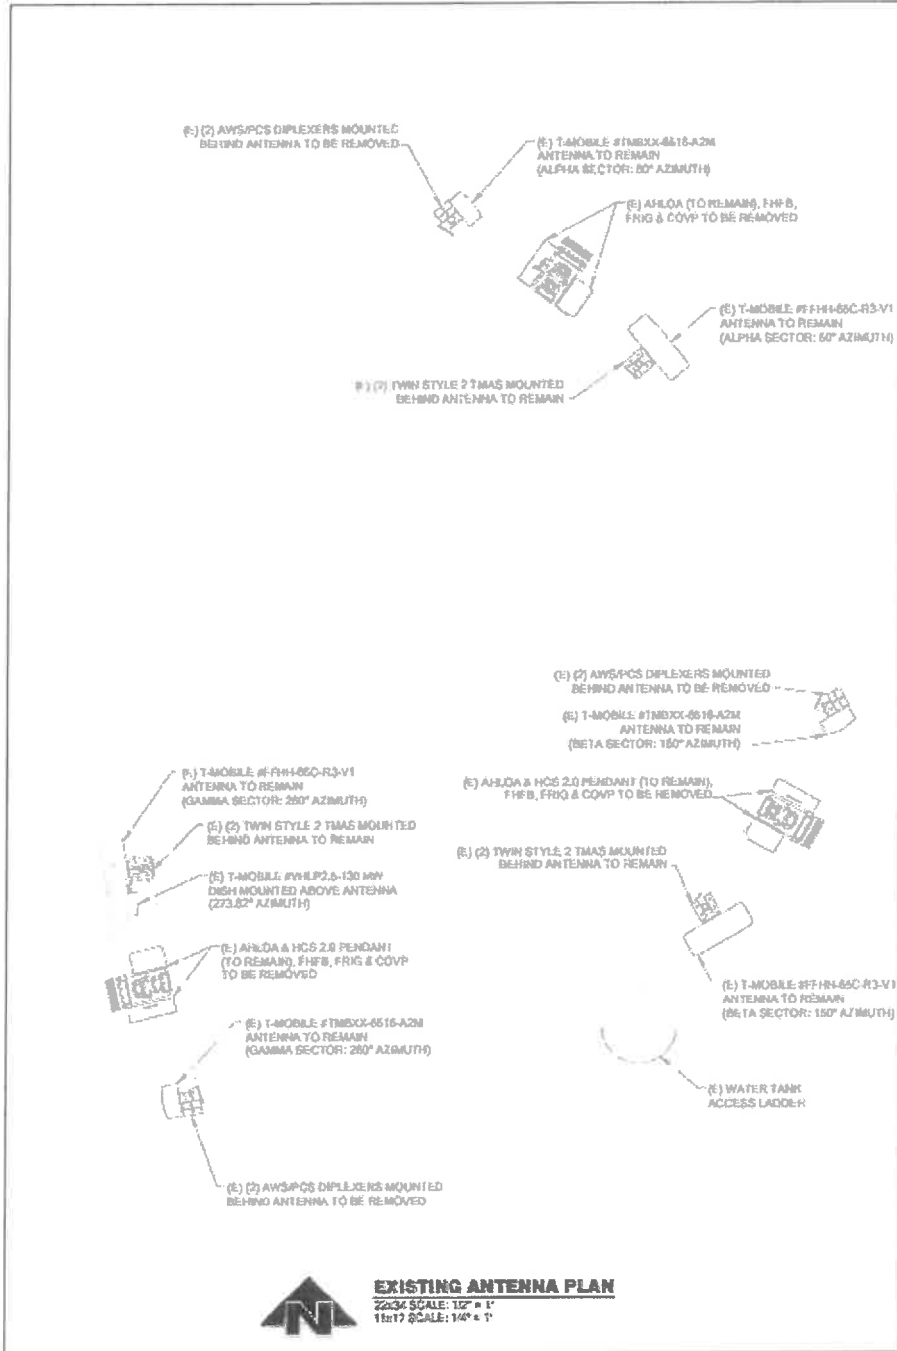 (E) (2) AWS/PCS DIPLEXERS MOUNTED
BEHIND ANTENNA TO BE REMOVED
(E) T-MOBILE #TMBXX-6516-A2M
ANTENNA TO REMAIN
(ALPHA SECTOR: 60° AZIMUTH)
(E) AHLOA (TO REMAIN), FHFB,
FRIG & COVP TO BE REMOVED
(E) T-MOBILE #FFHH-65C-R3-V1
ANTENNA TO REMAIN
(ALPHA SECTOR: 60° AZIMUTH)
(E) (2) TWIN STYLE 2 TMAS MOUNTED
BEHIND ANTENNA TO REMAIN
(E) (2) AWS/PCS DIPLEXERS MOUNTED
BEHIND ANTENNA TO BE REMOVED
(E) T-MOBILE #TMBXX-6516-A2M
ANTENNA TO REMAIN
(BETA SECTOR: 150° AZIMUTH)
(E) T-MOBILE #FFHH-65C-R3-V1
ANTENNA TO REMAIN
(GAMMA SECTOR: 260° AZIMUTH)
(E) AHLOA & HCS 2.0 PENDANT (TO REMAIN),
FHFB, FRIG & COVP TO BE REMOVED
(E) (2) TWIN STYLE 2 TMAS MOUNTED
BEHIND ANTENNA TO REMAIN
(E) (2) TWIN STYLE 2 TMAS MOUNTED
BEHIND ANTENNA TO REMAIN
(E) T-MOBILE #VHLP2.5-130 MW
DISH MOUNTED ABOVE ANTENNA
(273.82° AZIMUTH)
(E) AHLOA & HCS 2.0 PENDANT
(TO REMAIN), FHFB, FRIG & COVP
TO BE REMOVED
(E) T-MOBILE #FFHH-65C-R3-V1
ANTENNA TO REMAIN
(BETA SECTOR: 150° AZIMUTH)
(E) T-MOBILE #TMBXX-6516-A2M
ANTENNA TO REMAIN
(GAMMA SECTOR: 260° AZIMUTH)
(E) WATER TANK
ACCESS LADDER
(E) (2) AWS/PCS DIPLEXERS MOUNTED
BEHIND ANTENNA TO BE REMOVED
N
EXISTING ANTENNA PLAN
22x34 SCALE: 1/2" = 1'
11x17 SCALE: 1/4" = 1'